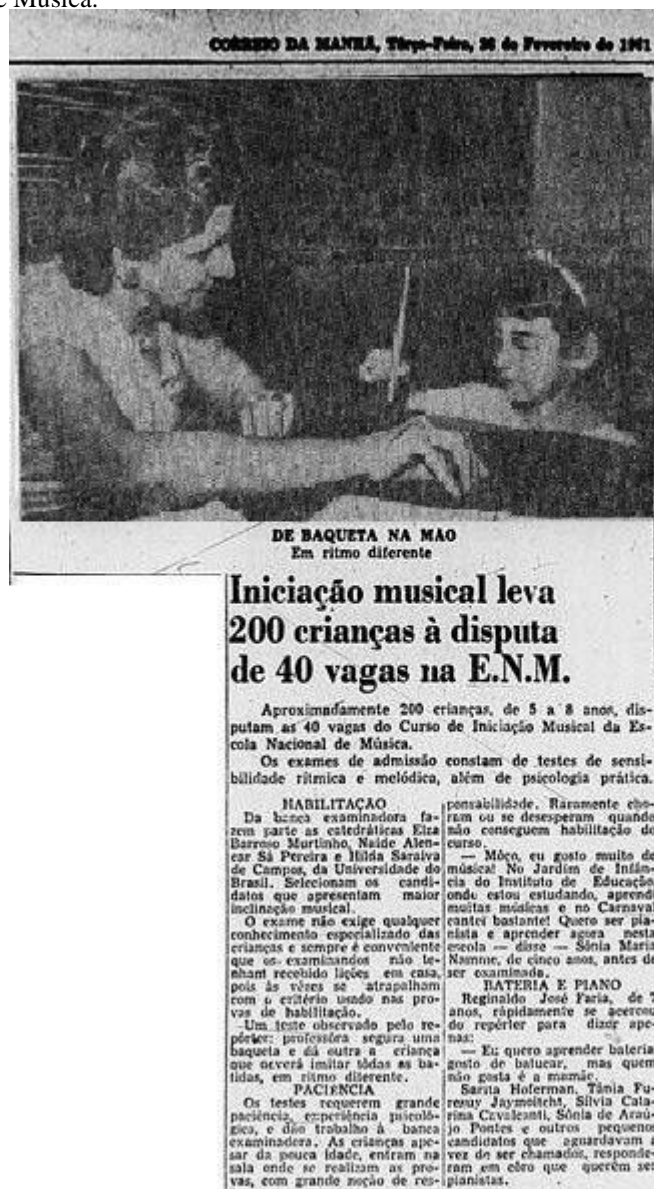 e Música.
CORREIO DA MANHÃ, Têrça-Feira, de Fevereiro de
DE BAQUETA NA MÃO
Em ritmo diferente
Iniciação musical leva
200 crianças à disputa
de 40 vagas na E.N.M.
Aproximadamente 200 crianças, de 5 a 8 anos, dis-
putam as 40 vagas do Curso de Iniciação Musical da Es-
cola Nacional de Música.
Os exames de admissão constam de testes de sensi-
bilidade rítmica e melódica, além de psicologia prática.
HABILITAÇÃO
Da banca examinadora fa-
zem parte as catedráticas Elza
Barroso Murtinho, Naide Alen-
car Sá Pereira e Hilda Saraiva
de Campos, da Universidade do
Brasil. Selecionam os candi-
datos que apresentam maior
inclinação musical.
O exame não exige qualquer
conhecimento especializado das
crianças e sempre é conveniente
que os examinandos não te-
nham recebido lições em casa,
pois às vêzes se atrapalham
com o critério usado nas pro-
vas de habilitação.
Um teste observado pelo re-
pórter: professôra segura uma
baqueta e dá outra a criança
que deverá imitar tôdas as ba-
tidas, em ritmo diferente.
PACIÊNCIA
Os testes requerem grande
paciência, experiência psicoló-
gica, e dão trabalho à banca
examinadora. As crianças ape-
sar da pouca idade, entram na
sala onde se realizam as pro-
vas, com grande noção de res-
ponsabilidade. Raramente cho-
ram ou se desesperam quando
não conseguem habilitação do
curso.
— Môço, eu gosto muito de
música! No Jardim de Infân-
cia do Instituto de Educação,
onde estou estudando, aprendi
muitas músicas e no Carnaval
cantei bastante! Quero ser pia-
nista e aprender agora nesta
escola — disse — Sônia Maria
de cinco anos, antes de
ser examinada.
BATERIA E PIANO
Reginaldo José Faria, de 7
anos, ràpidamente se acercou
do repórter para dizer ape-
nas:
— Eu quero aprender bateria
gosto de batucar, mas quem
não gosta é a mamãe.
Sarita Hoferman, Tânia
Silvia Cata-
rina Cavalcanti, Sônia de Araú-
jo Pontes e outros pequenos
candidatos que aguardavam a
vez de ser chamados, responde-
ram em côro que querem ser
pianistas.